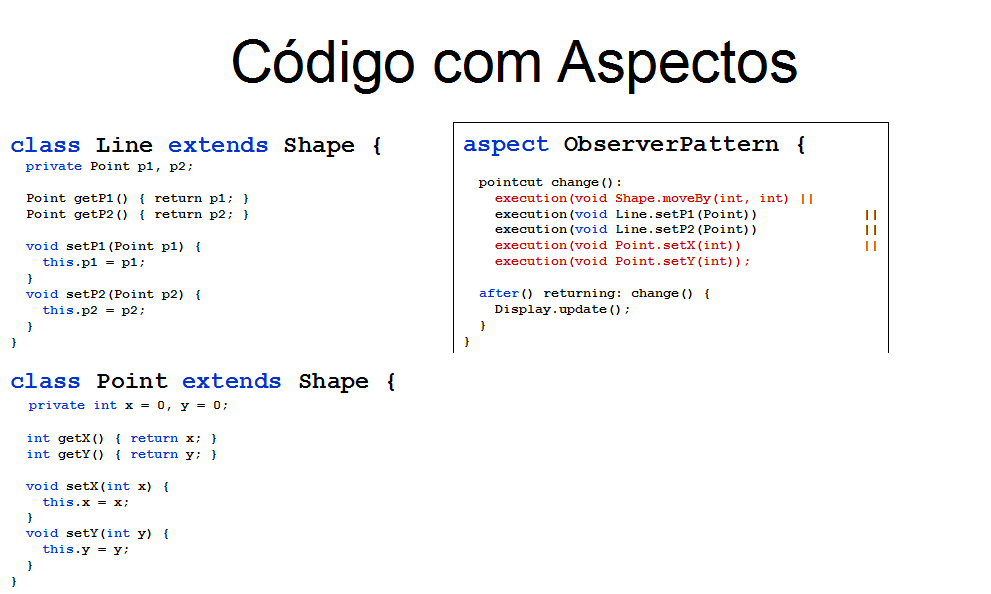 Código com Aspectos
class Line extends Shape {
private Point p1, p2;
Point getP1() { return p1; }
Point getP2() { return p2; }
void setP1(Point p1) {
this.p1 = p1;
}
void setP2(Point p2) {
this.p2 = p2;
}
}
class Point extends Shape {
private int x = 0, y = 0;
int getX() { return x; }
int getY() { return y; }
void setX(int x) {
this.x = x;
}
void setY(int y) {
this.y = y;
}
}
aspect ObserverPattern {
pointcut change():
execution(void Shape.moveBy(int, int) ||
execution(void Line.setP1(Point)) ||
execution(void Line.setP2(Point)) ||
execution(void Point.setX(int)) ||
execution(void Point.setY(int));
after() returning: change() {
Display.update();
}
}